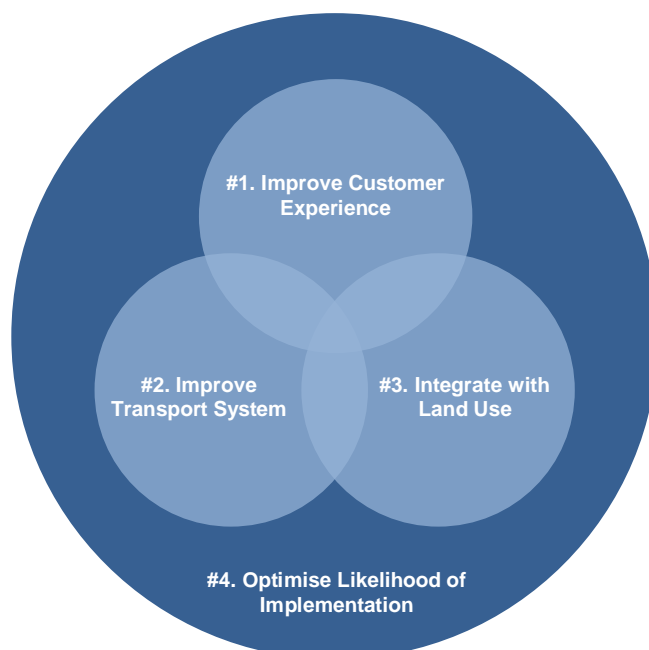 #1. Improve Customer
Experience
#2. Improve
Transport System
#3. Integrate with
Land Use
#4. Optimise Likelihood of
Implementation